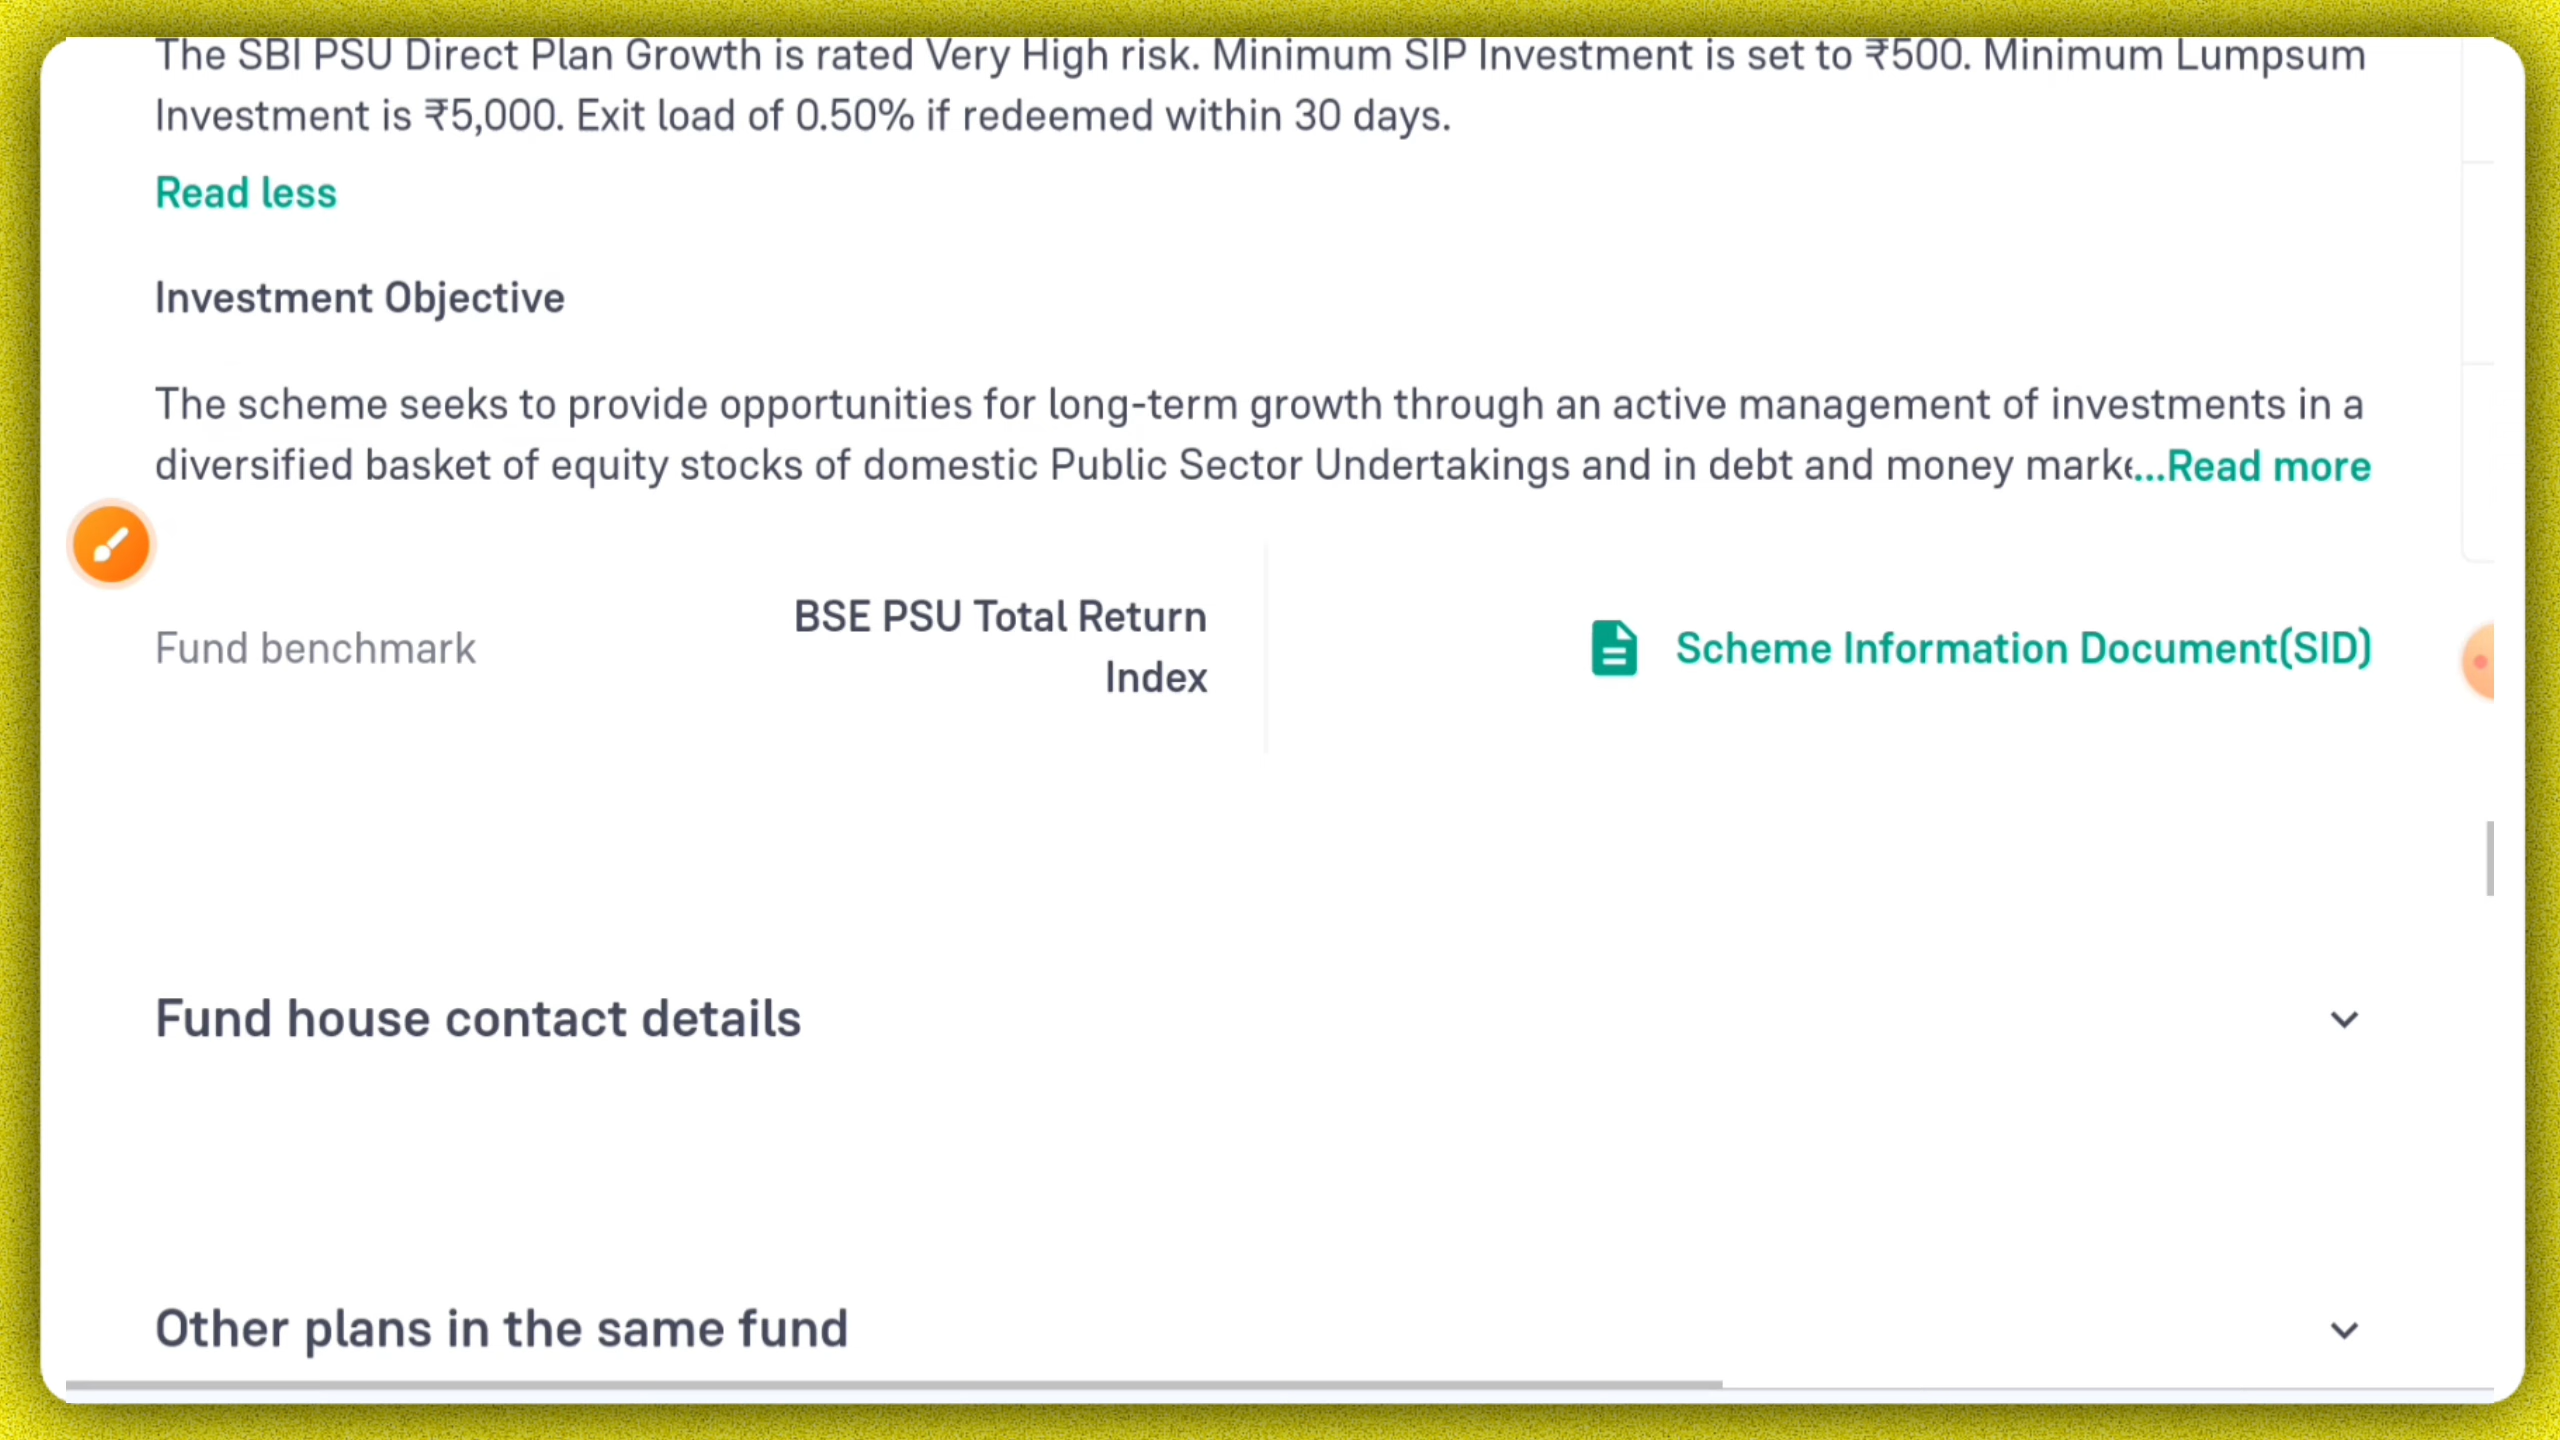 The SBI PSU Direct Plan Growth is rated Very High risk. Minimum SIP Investment is set to ₹500. Minimum Lumpsum
Investment is ₹5,000. Exit load of 0.50% if redeemed within 30 days.
Read less
Investment Objective
The scheme seeks to provide opportunities for long-term growth through an active management of investments in a
diversified basket of equity stocks of domestic Public Sector Undertakings and in debt and money marke...Read more
Fund benchmark
BSE PSU Total Return
Index
Scheme Information Document(SID)
Fund house contact details
Other plans in the same fund